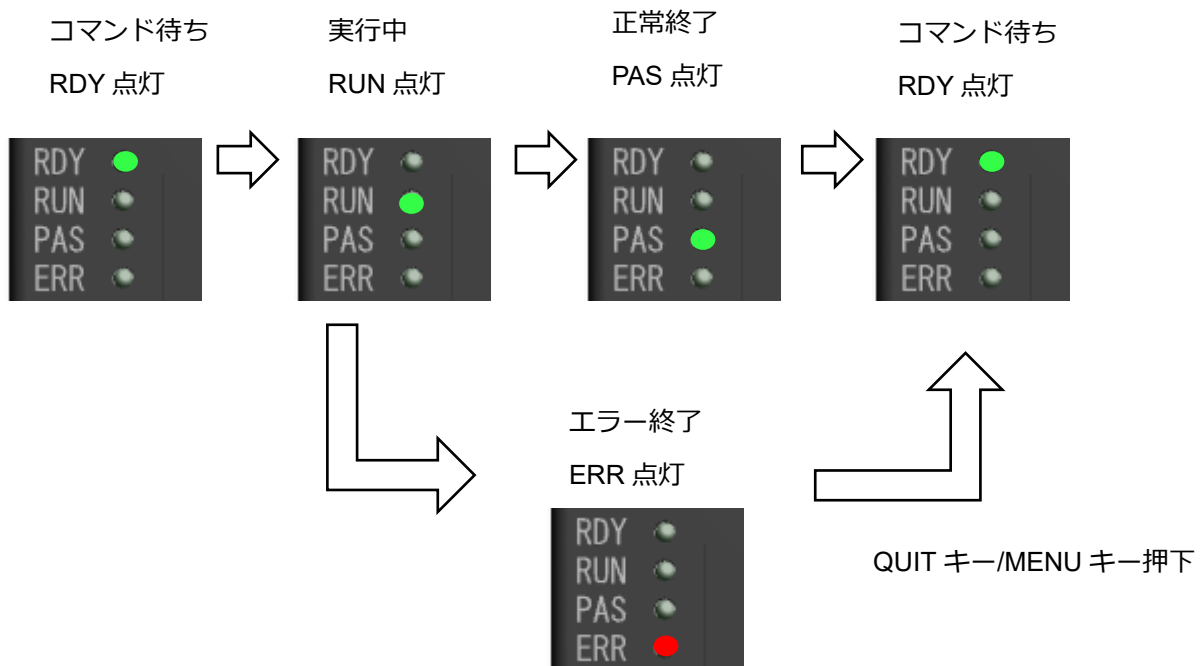 コマンド待ち
RDY 点灯
実行中
RUN 点灯
正常終了
PAS 点灯
コマンド待ち
RDY 点灯
RDY
RUN
PAS
ERR
RDY
RUN
PAS
ERR
RDY
RUN
PAS
ERR
RDY
RUN
PAS
ERR
エラー終了
ERR 点灯
RDY
RUN
PAS
ERR
QUIT キー/MENU キー押下